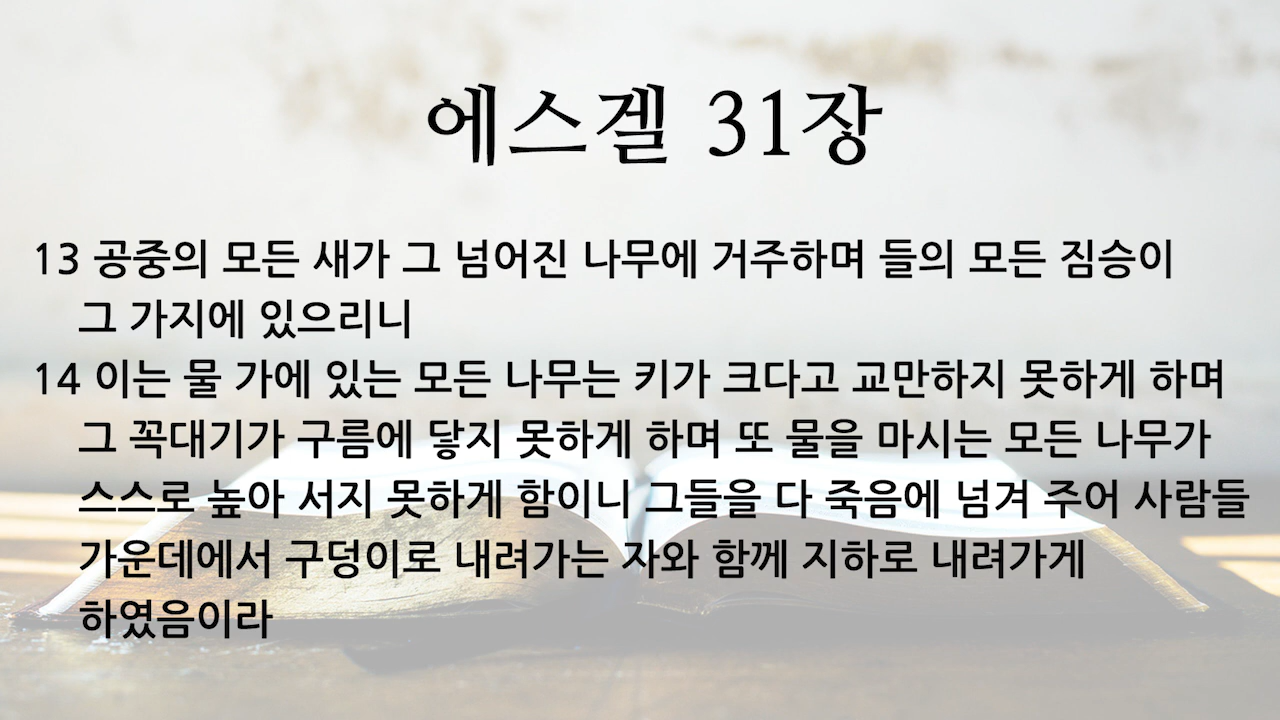 에스겔 31장
13 공중의 모든 새가 그 넘어진 나무에 거주하며 들의 모든 짐승이
그 가지에 있으리니
14 이는 물 가에 있는 모든 나무는 키가 크다고 교만하지 못하게 하며
그 꼭대기가 구름에 닿지 못하게 하며 또 물을 마시는 모든 나무가
스스로 높아 서지 못하게 함이니 그들을 다 죽음에 넘겨 주어 사람들
가운데에서 구덩이로 내려가는 자와 함께 지하로 내려가게
하였음이라